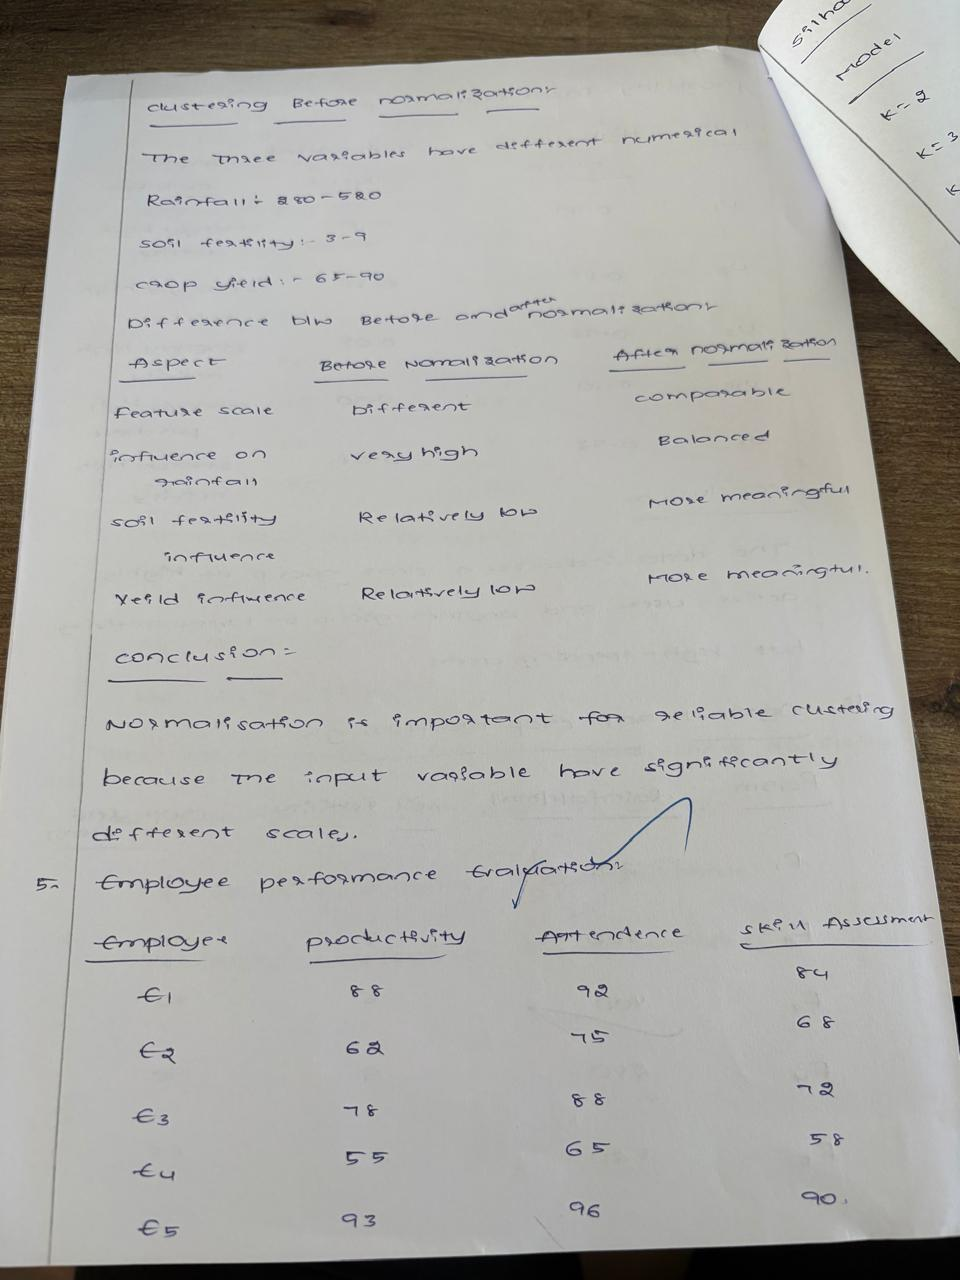 Silho
Model
K=2
K=3
K
Clustering Before normalization:-
The three variables have different numerical
Rainfall:- 280-520
Soil fertility:- 3-9
crop yield:- 65-90
Difference b/w Before and after normalization:-
Aspect Before Nomalization After normalization
Feature scale Different comparable
influence on very high Balanced
rainfall
Soil fertility Relatively low More meaningful
influence
Yeild influence Relatively low More meaningful.
Conclusion:-
Normalisation is important for reliable clustering
because the input variable have significantly
different scales.
5. Employee performance Evaluation:-
Employee productivity Attendence Skill Assessment
E1 88 92 84
E2 62 75 68
E3 78 88 72
E4 55 65 58
E5 93 96 90.